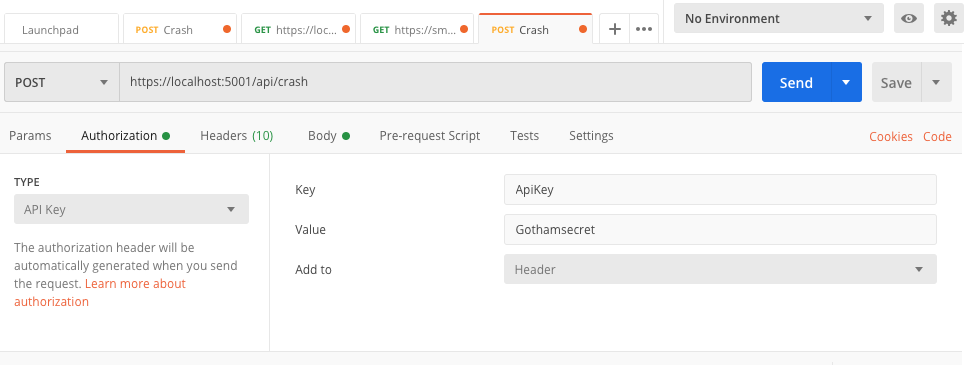 Launchpad
POST Crash
GET https://loc...
GET https://sm...
POST Crash
No Environment
POST
https://localhost:5001/api/crash
Send
Save
Params
Authorization
Headers (10)
Body
Pre-request Script
Tests
Settings
Cookies
Code
TYPE
API Key
The authorization header will be
automatically generated when you send
the request. Learn more about
authorization
Key
ApiKey
Value
Gothamsecret
Add to
Header